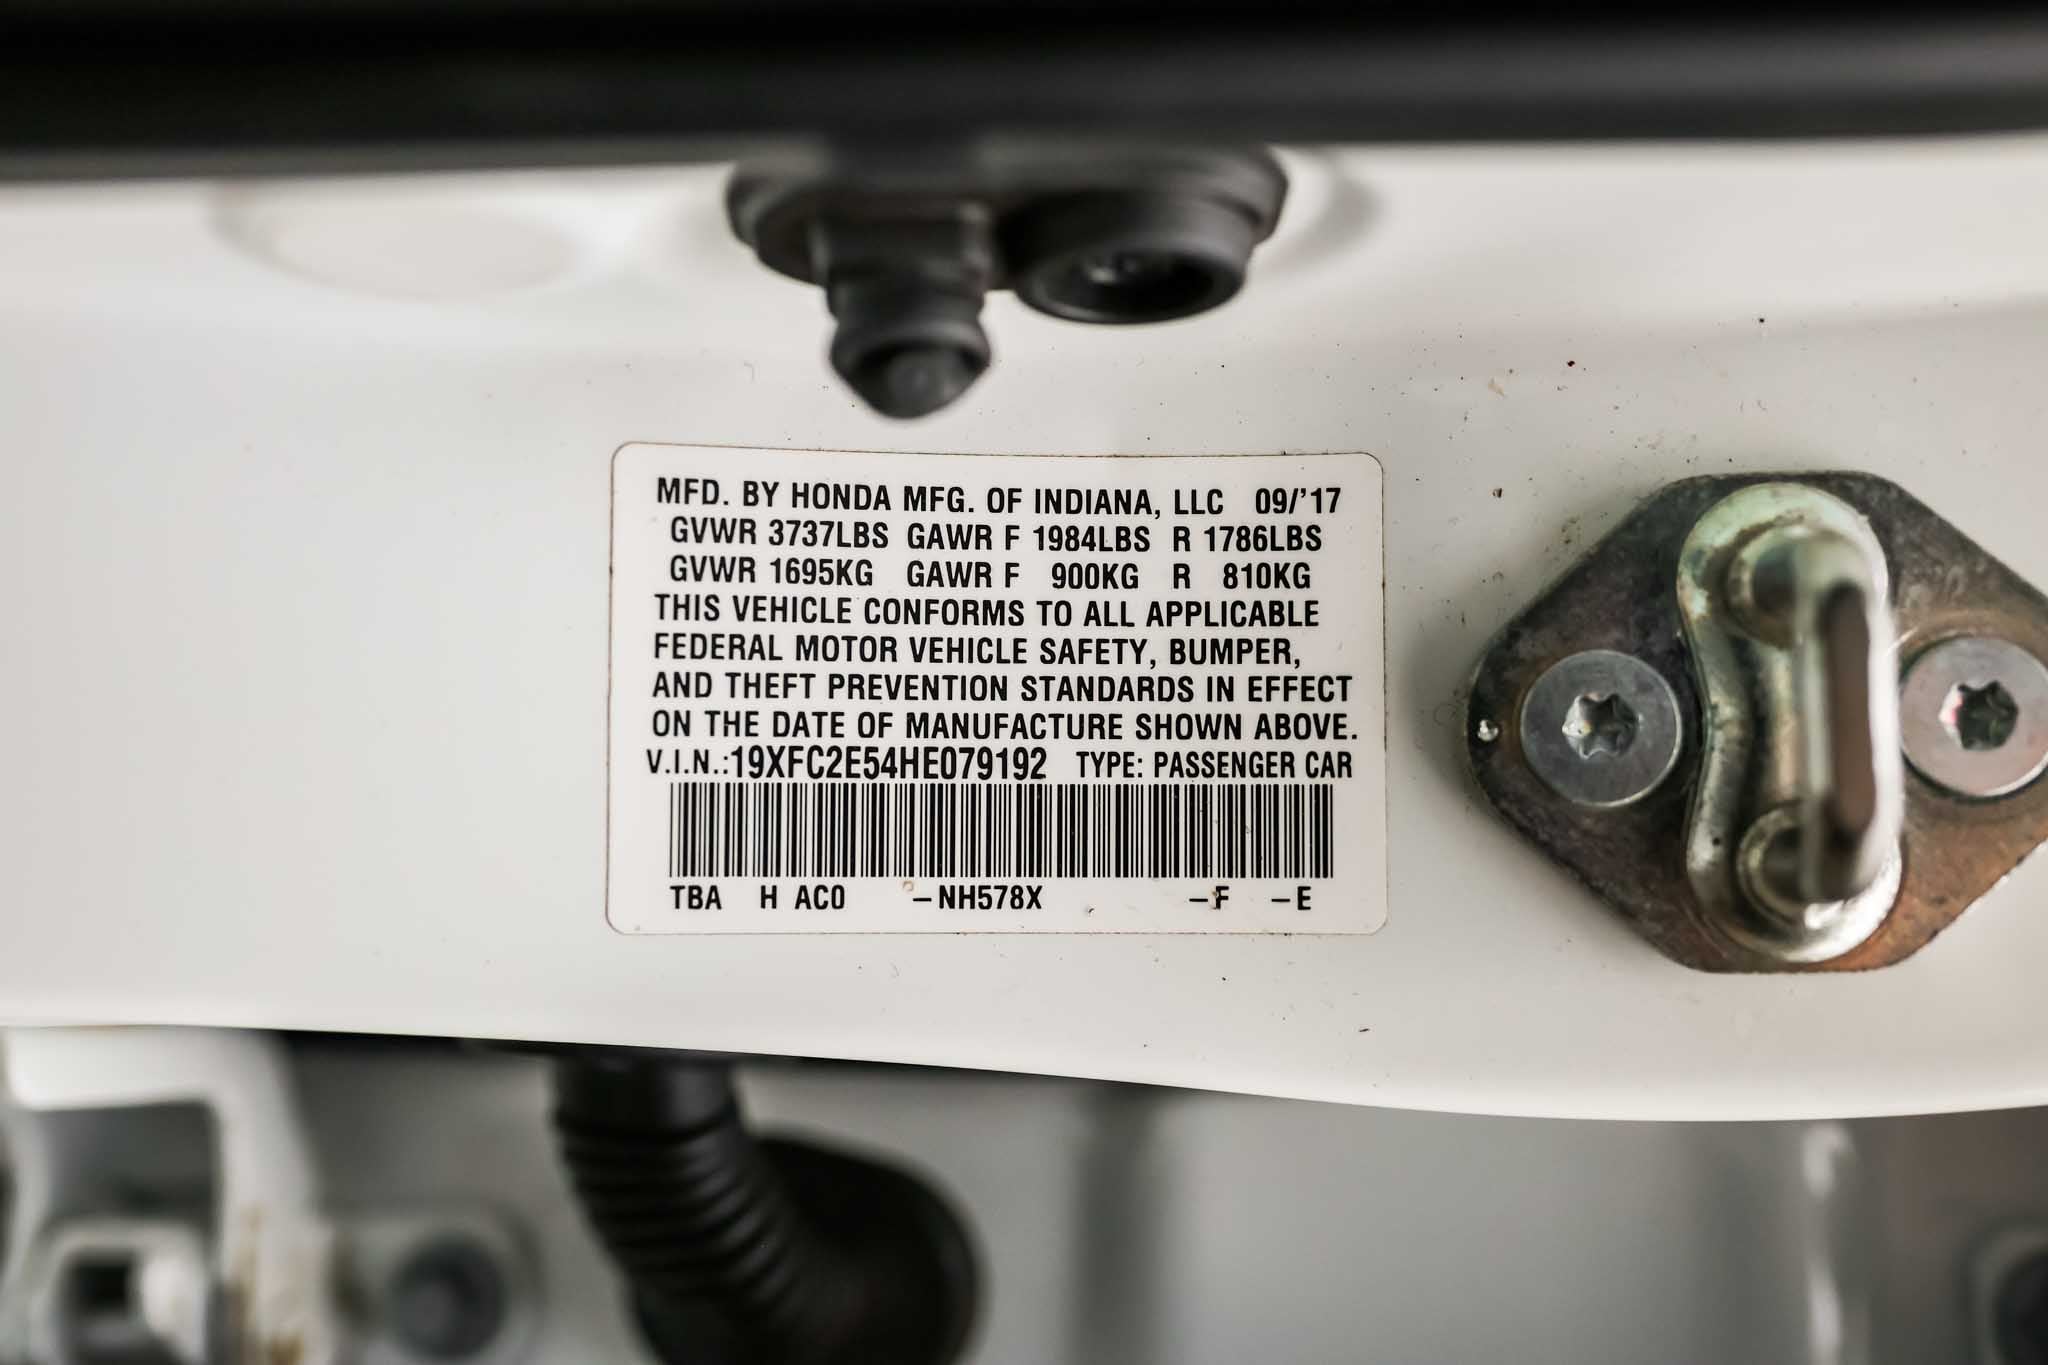 MFD. BY HONDA MFG. OF INDIANA, LLC 09/'17
GVWR 3737LBS GAWR F 1984LBS R 1786LBS
GVWR 1695KG GAWR F 900KG R 810KG
THIS VEHICLE CONFORMS TO ALL APPLICABLE
FEDERAL MOTOR VEHICLE SAFETY, BUMPER,
AND THEFT PREVENTION STANDARDS IN EFFECT
ON THE DATE OF MANUFACTURE SHOWN ABOVE.
V.I.N.:19XFC2E54HE079192 TYPE: PASSENGER CAR
TBA H AC0 -NH578X -F -E